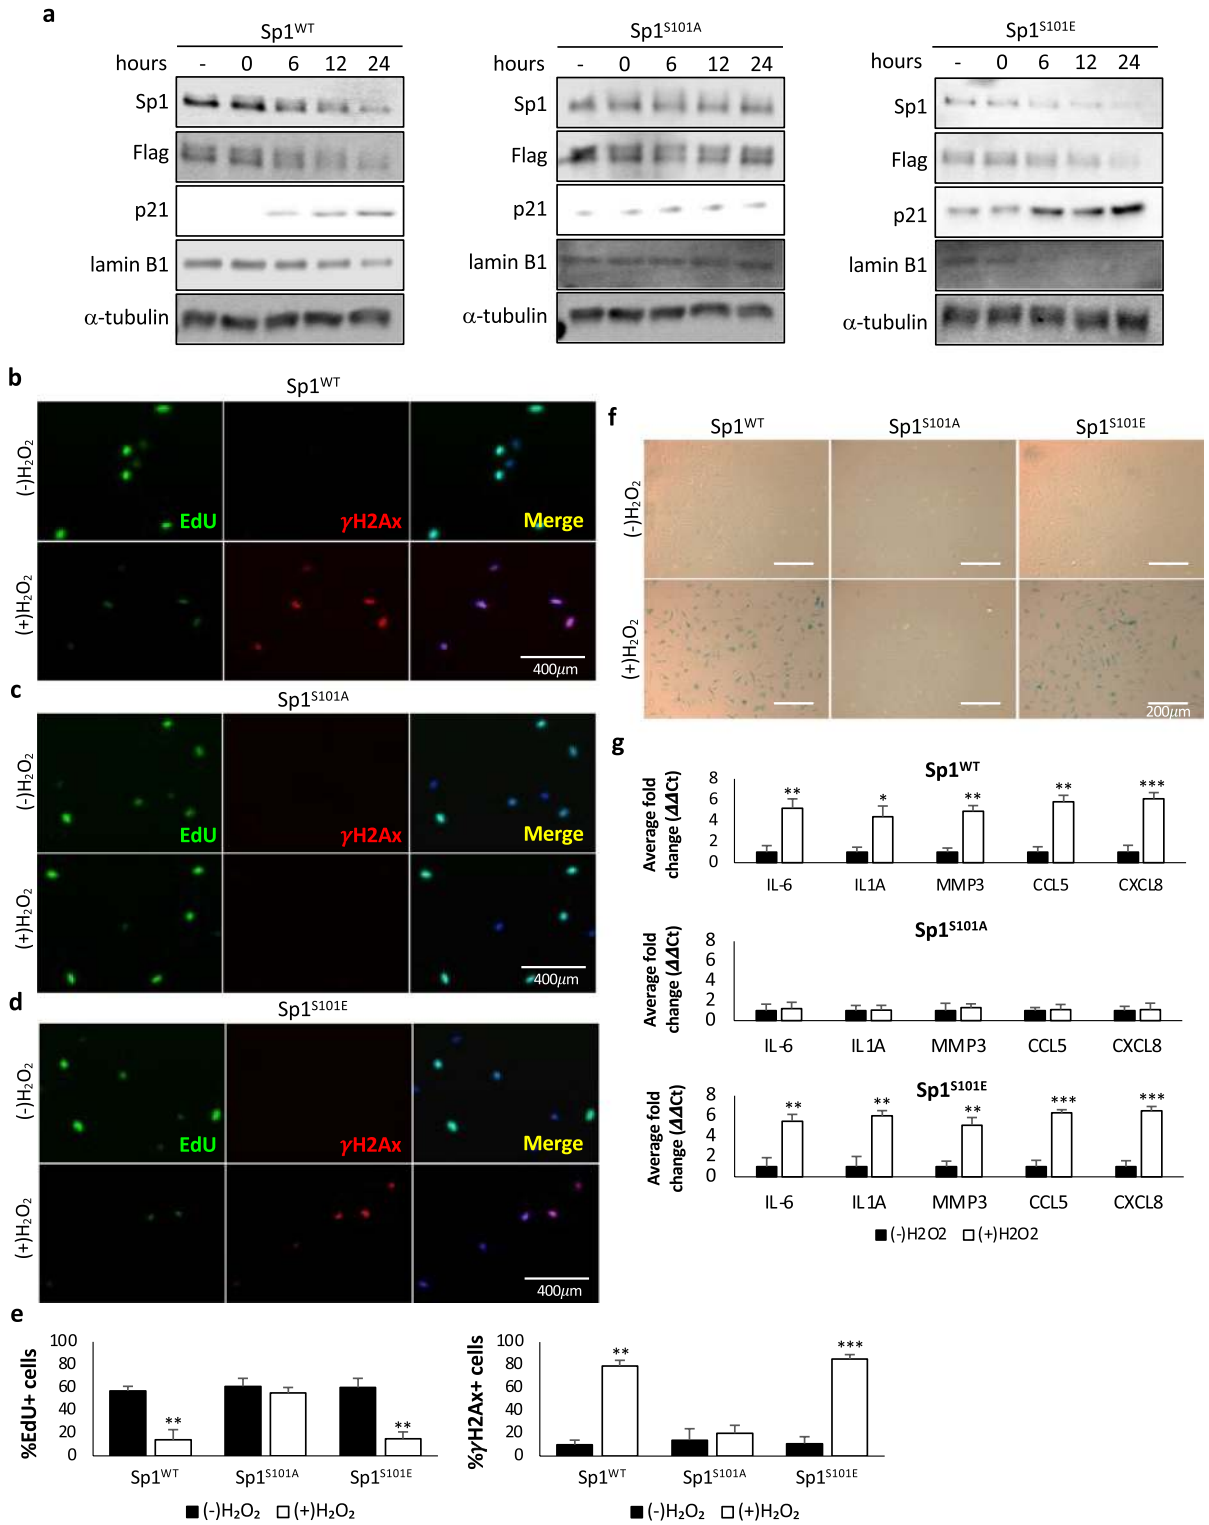 a
Sp1WT
hours - 0 6 12 24
Sp1
Flag
p21
lamin B1
α-tubulin
Sp1S101A
hours - 0 6 12 24
Sp1
Flag
p21
lamin B1
α-tubulin
Sp1S101E
hours - 0 6 12 24
Sp1
Flag
p21
lamin B1
α-tubulin
b
Sp1WT
(-)H₂O₂
EdU
γH2Ax
Merge
(+)H₂O₂
400μm
c
Sp1S101A
(-)H₂O₂
EdU
γH2Ax
Merge
(+)H₂O₂
400μm
d
Sp1S101E
(-)H₂O₂
EdU
γH2Ax
Merge
(+)H₂O₂
400μm
e
%EdU+ cells
100
80
60
40
20
0
**
**
Sp1WT Sp1S101A Sp1S101E
(-)H₂O₂ (+)H₂O₂
%γH2Ax+ cells
100
80
60
40
20
0
**
***
Sp1WT Sp1S101A Sp1S101E
(-)H₂O₂ (+)H₂O₂
f
Sp1WT Sp1S101A Sp1S101E
(-)H₂O₂
(+)H₂O₂
200μm
g
Sp1WT
Average fold
change (ΔΔCt)
8
6
4
2
0
** * ** ** ***
IL-6 IL1A MMP3 CCL5 CXCL8
Sp1S101A
Average fold
change (ΔΔCt)
8
6
4
2
0
IL-6 IL1A MMP3 CCL5 CXCL8
Sp1S101E
Average fold
change (ΔΔCt)
8
6
4
2
0
** ** ** *** ***
IL-6 IL1A MMP3 CCL5 CXCL8
(-)H2O2 (+)H2O2